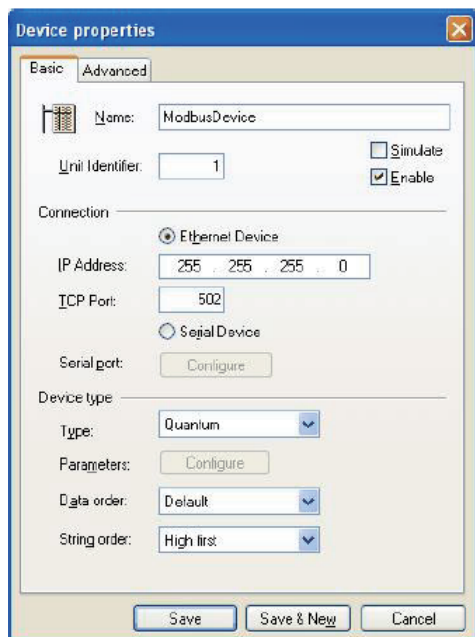 Device properties
Basic Advanced
Name: ModbusDevice
Simulate
Unit Identifier: 1
Enable
Connection
Ethernet Device
IP Address: 255 . 255 . 255 . 0
TCP Port: 502
Serial Device
Serial port: Configure
Device type
Type: Quantum
Parameters: Configure
Data order: Default
String order: High first
Save Save & New Cancel